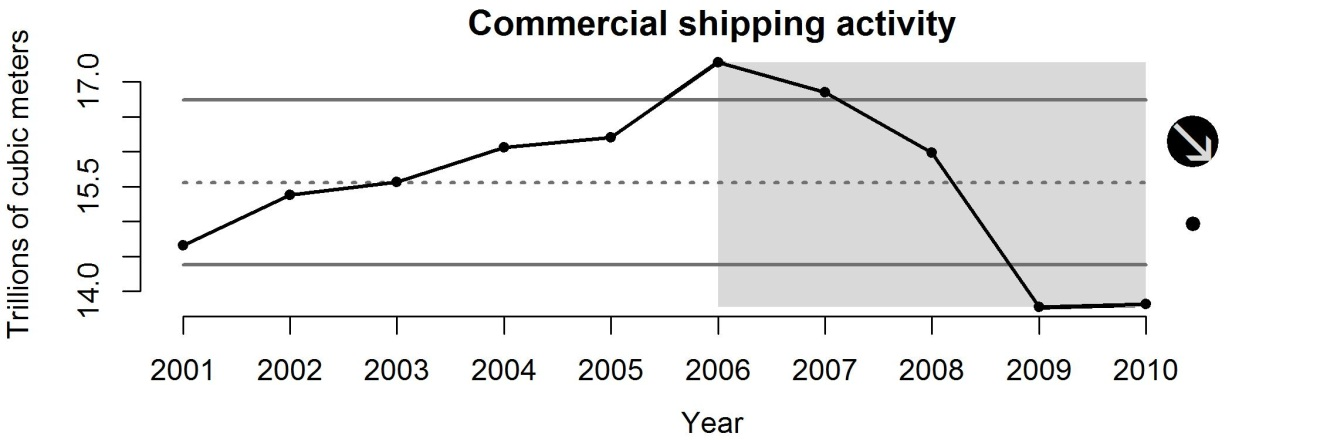 Commercial shipping activity
Trillions of cubic meters
17.0
15.5
14.0
2001 2002 2003 2004 2005 2006 2007 2008 2009 2010
Year